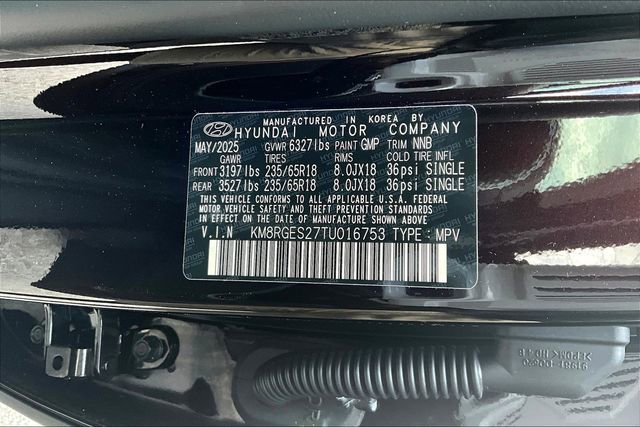 MANUFACTURED IN KOREA BY
HYUNDAI MOTOR COMPANY
MAY/2025 GVWR 6327lbs PAINT GMP TRIM NNB
GAWR TIRES RIMS COLD TIRE INFL
FRONT 3197lbs 235/65R18 8.0JX18 36psi SINGLE
REAR 3527lbs 235/65R18 8.0JX18 36psi SINGLE
THIS VEHICLE CONFORMS TO ALL APPLICABLE
U.S. FEDERAL MOTOR VEHICLE SAFETY STANDARDS
IN EFFECT ON THE DATE OF MANUFACTURE SHOWN ABOVE.
V.I.N KM8RGES27TU016753 TYPE : MPV